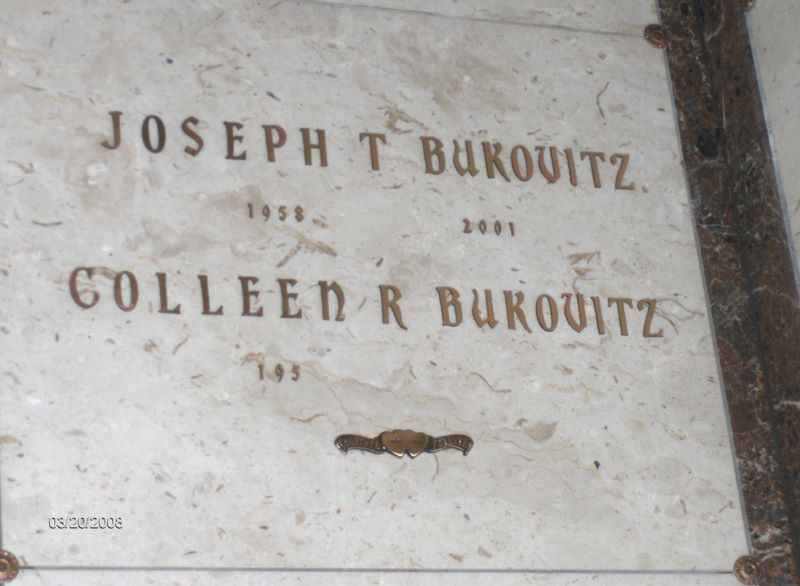 JOSEPH T BUKOVITZ
1958 2001
COLLEEN R BUKOVITZ
195
03/20/2008